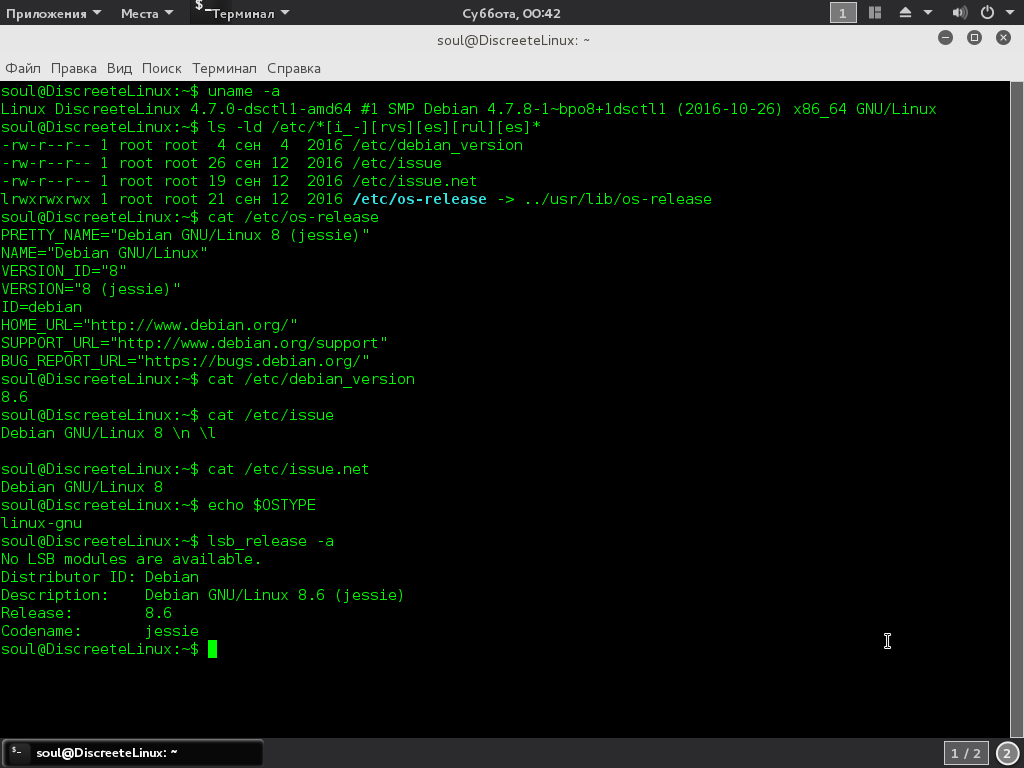 Приложения Места Терминал Суббота, 00:42 1
soul@DiscreeteLinux: ~
Файл Правка Вид Поиск Терминал Справка
soul@DiscreeteLinux:~$ uname -a
Linux DiscreeteLinux 4.7.0-dsctl1-amd64 #1 SMP Debian 4.7.8-1~bpo8+1dsctl1 (2016-10-26) x86_64 GNU/Linux
soul@DiscreeteLinux:~$ ls -ld /etc/*[i_-][rvs][es][rul][es]*
-rw-r--r-- 1 root root  4 сен  4  2016 /etc/debian_version
-rw-r--r-- 1 root root 26 сен 12  2016 /etc/issue
-rw-r--r-- 1 root root 19 сен 12  2016 /etc/issue.net
lrwxrwxrwx 1 root root 21 сен 12  2016 /etc/os-release -> ../usr/lib/os-release
soul@DiscreeteLinux:~$ cat /etc/os-release
PRETTY_NAME="Debian GNU/Linux 8 (jessie)"
NAME="Debian GNU/Linux"
VERSION_ID="8"
VERSION="8 (jessie)"
ID=debian
HOME_URL="http://www.debian.org/"
SUPPORT_URL="http://www.debian.org/support"
BUG_REPORT_URL="https://bugs.debian.org/"
soul@DiscreeteLinux:~$ cat /etc/debian_version
8.6
soul@DiscreeteLinux:~$ cat /etc/issue
Debian GNU/Linux 8 \n \l
soul@DiscreeteLinux:~$ cat /etc/issue.net
Debian GNU/Linux 8
soul@DiscreeteLinux:~$ echo $OSTYPE
linux-gnu
soul@DiscreeteLinux:~$ lsb_release -a
No LSB modules are available.
Distributor ID: Debian
Description:    Debian GNU/Linux 8.6 (jessie)
Release:        8.6
Codename:       jessie
soul@DiscreeteLinux:~$
soul@DiscreeteLinux: ~ 1 / 2 2